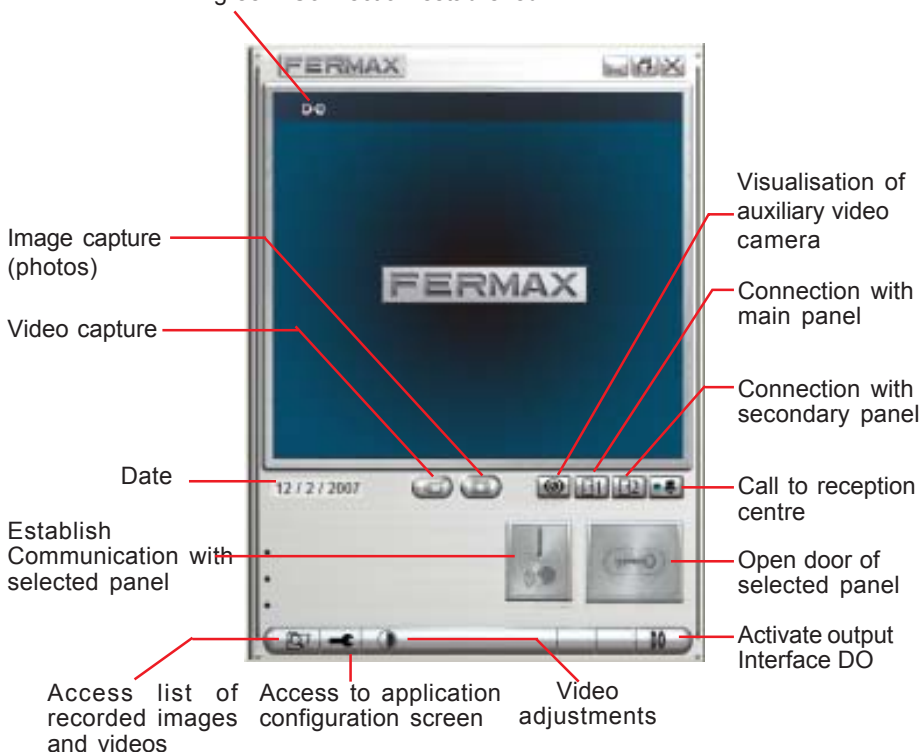 FERMAX
FERMAX
Image capture
(photos)
Video capture
Date
12 / 2 / 2007
Establish
Communication with
selected panel
Visualisation of
auxiliary video
camera
Connection with
main panel
Connection with
secondary panel
1
2
Call to reception
centre
Open door of
selected panel
Activate output
Interface DO
Access list of
recorded images
and videos
Access to application
configuration screen
Video
adjustments